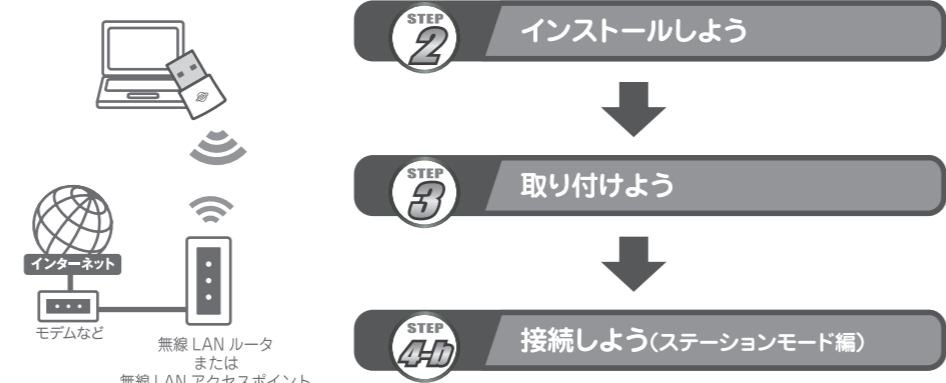 STEP
2
インストールしよう
STEP
3
取り付けよう
STEP
4-b
接続しよう(ステーションモード編)
インターネット
モデムなど
無線 LAN ルータ
または
無線 LAN アクセスポイント